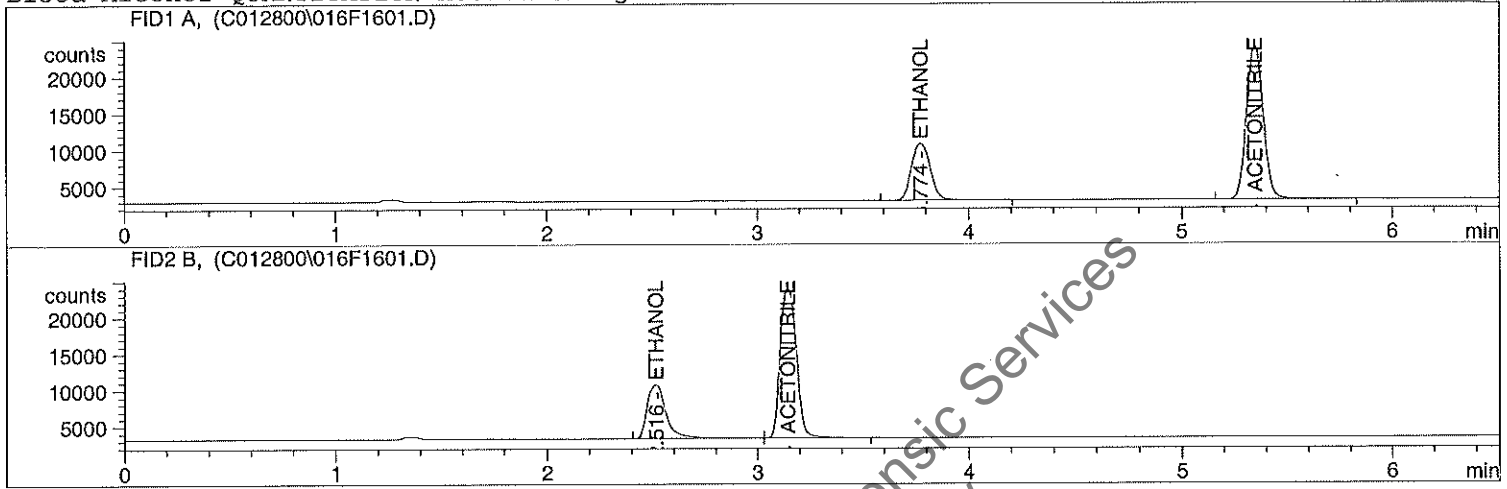 FID1 A, (C012800\016F1601.D)
counts
20000
15000
10000
5000
774 - ETHANOL
ACETONITRILE
0 1 2 3 4 5 6 min
FID2 B, (C012800\016F1601.D)
counts
20000
15000
10000
5000
.516 - ETHANOL
ACETONITRILE
0 1 2 3 4 5 6 min
Services